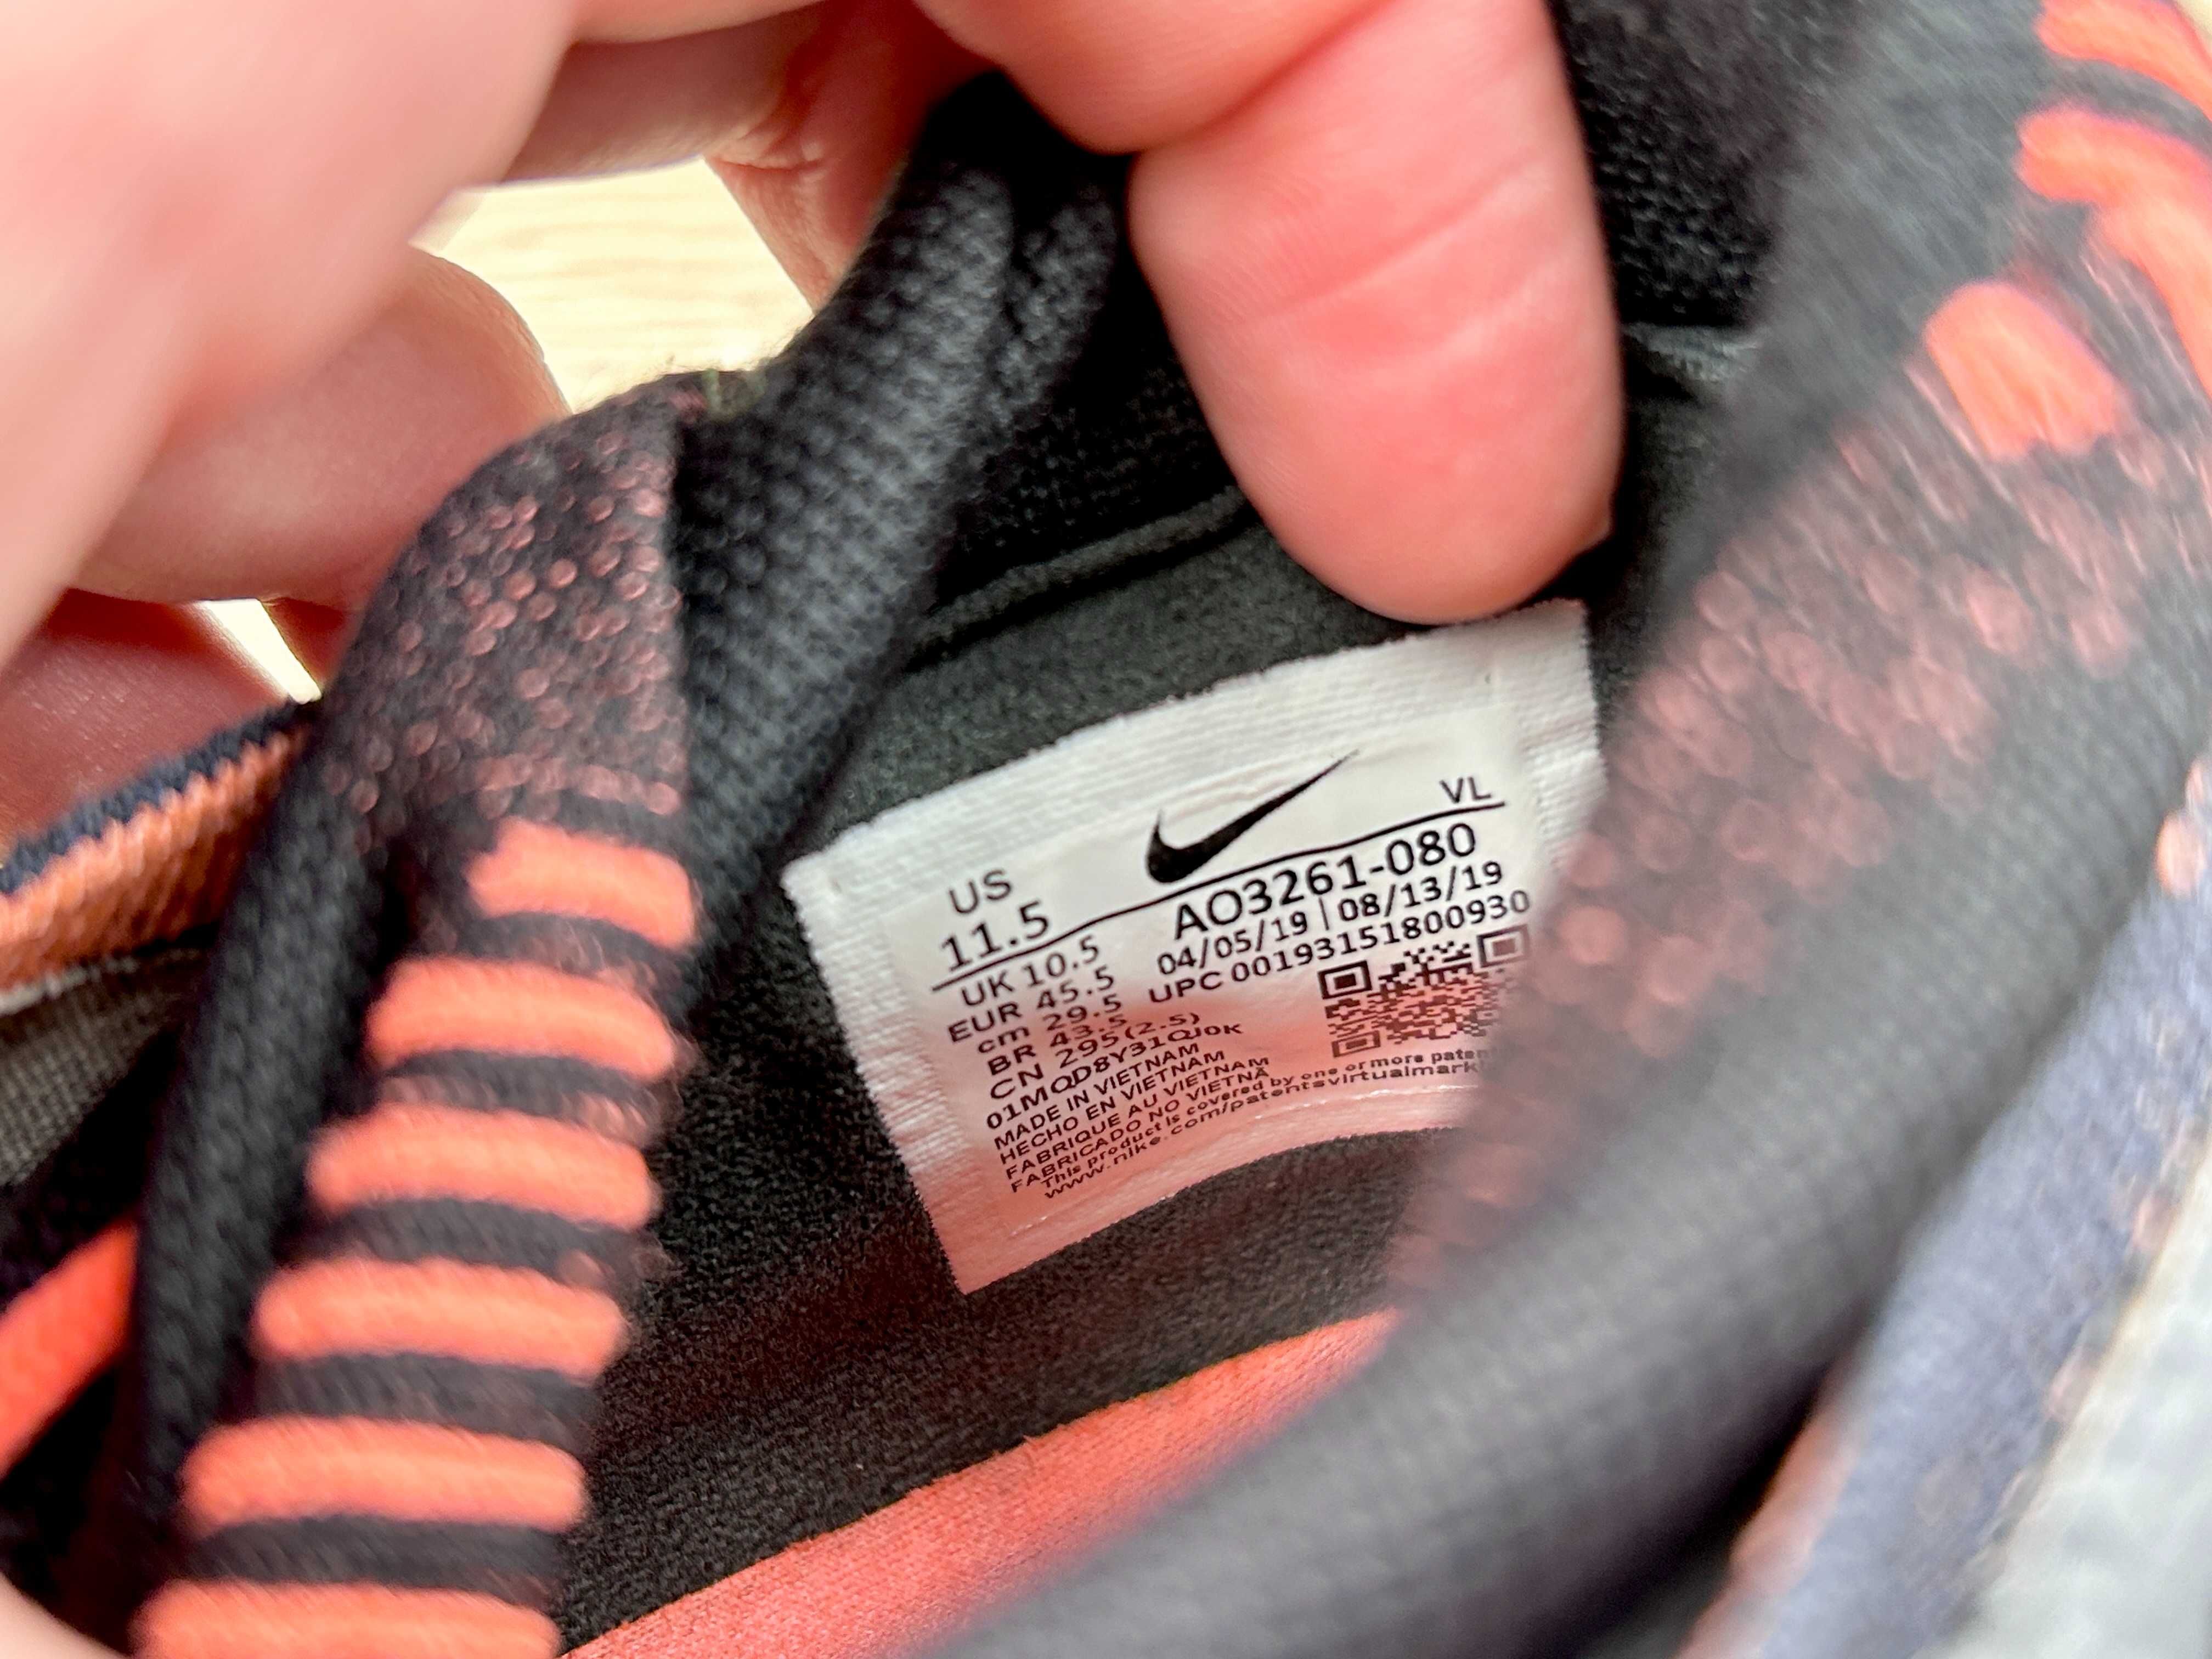 VL
US
11.5
AO3261-080
04/05/19 | 08/13/19
UPC 00193151800930
UK 10.5
EUR 45.5
cm 29.5
BR 43.5
CN 295(2.5)
01MQD8Y31QJ0K
MADE IN VIETNAM
HECHO EN VIETNAM
FABRIQUE AU VIETNAM
FABRICADO NO VIETNÃ
This product is covered by one or more
www.nike.com/patents